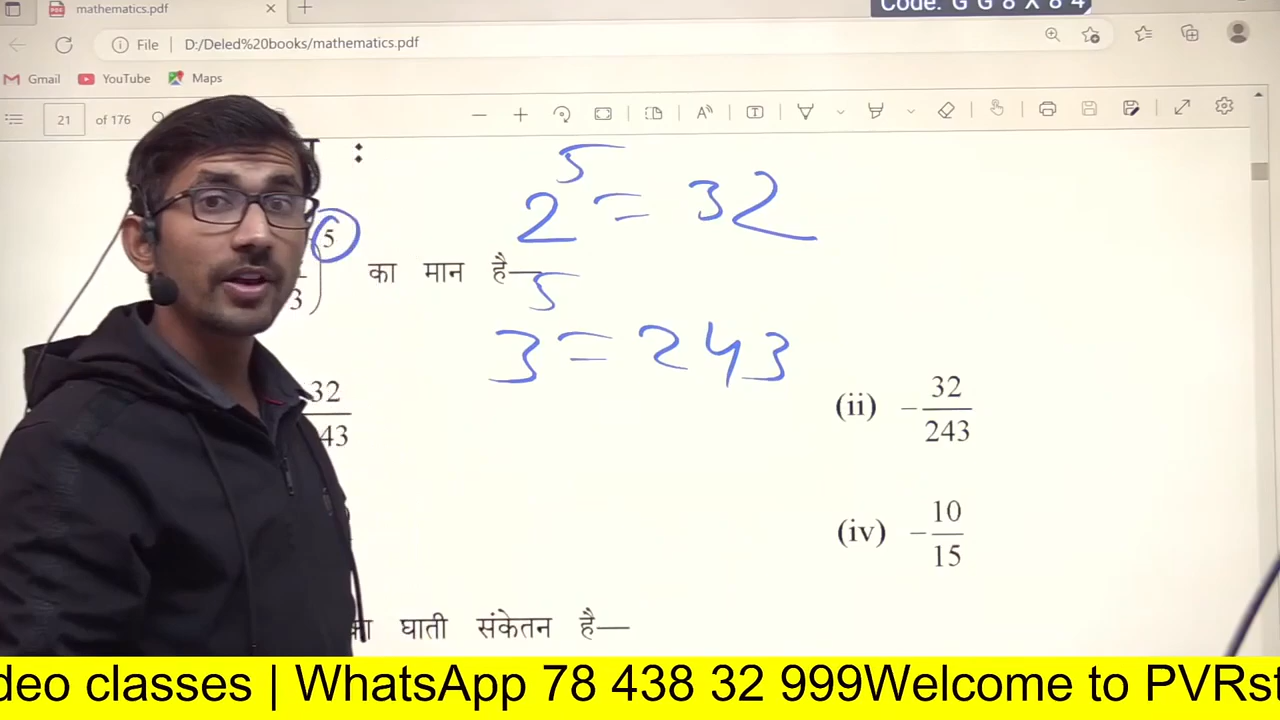 mathematics.pdf
Code: G G 8 X 8 4
File | D:/Deled%20books/mathematics.pdf
Gmail YouTube Maps
21 of 176
:
5
3 का मान है—
2^5 = 32
3^5 = 243
32
43
(ii) -32/243
(iv) -10/15
घाती संकेतन है—
deo classes | WhatsApp 78 438 32 999Welcome to PVRst